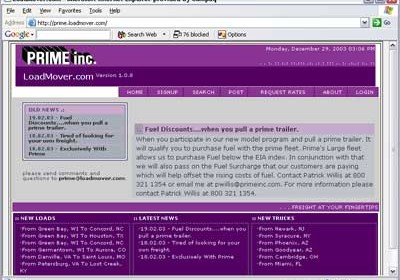 File Edit View Favorites Tools Help
Address http://prime.loadmover.com/ Go
Google Search Web 76 blocked Options
PRIME inc. Monday, December 29, 2003 03:06 PM
LoadMover.com Version 1.0.8
HOME SIGNUP SEARCH POST REQUEST RATES ABOUT LOGIN
OLD NEWS ::
19.02.03 - Fuel
Discounts....when you pull a
prime trailer.
18.02.03 - Tired of looking for
your own freight.
18.02.03 - Exclusively With
Prime
please send comments and
questions to prime@loadmover.com
Fuel Discounts....when you pull a prime trailer.
When you participate in our new model program and pull a prime trailer. It
will qualify you to purchase fuel with the prime fleet. Prime's Large fleet
allows us to purchase Fuel below the EIA index. In conjunction with that
we will also pass on the Fuel Surcharge that our customers are paying
which will help offset the rising costs of fuel. Contact Patrick Willis at 800
321 1354 or email me at pwillis@primeinc.com. For more information please
contact Patrick Willis at 800 321 1354
... FREIGHT AT YOUR FINGERTIPS
NEW LOADS
From Green Bay, WI To Concord, NC
From Green Bay, WI To Houston, TX
From Green Bay, WI To Concord, NC
From Germantown, WI To Aurora, CO
From Saint Louis, MO To David City,
From Petersburg, VA To Lost Creek,
KY
LATEST NEWS
19.02.03 - Fuel Discounts....when
you pull a prime trailer.
18.02.03 - Tired of looking for your
own freight.
18.02.03 - Exclusively With Prime
NEW TRUCKS
From Newark, NJ
From Syracuse, NY
From Phoenix, AZ
From Goodyear, AZ
From Cambridge, MA
From Miami, FL